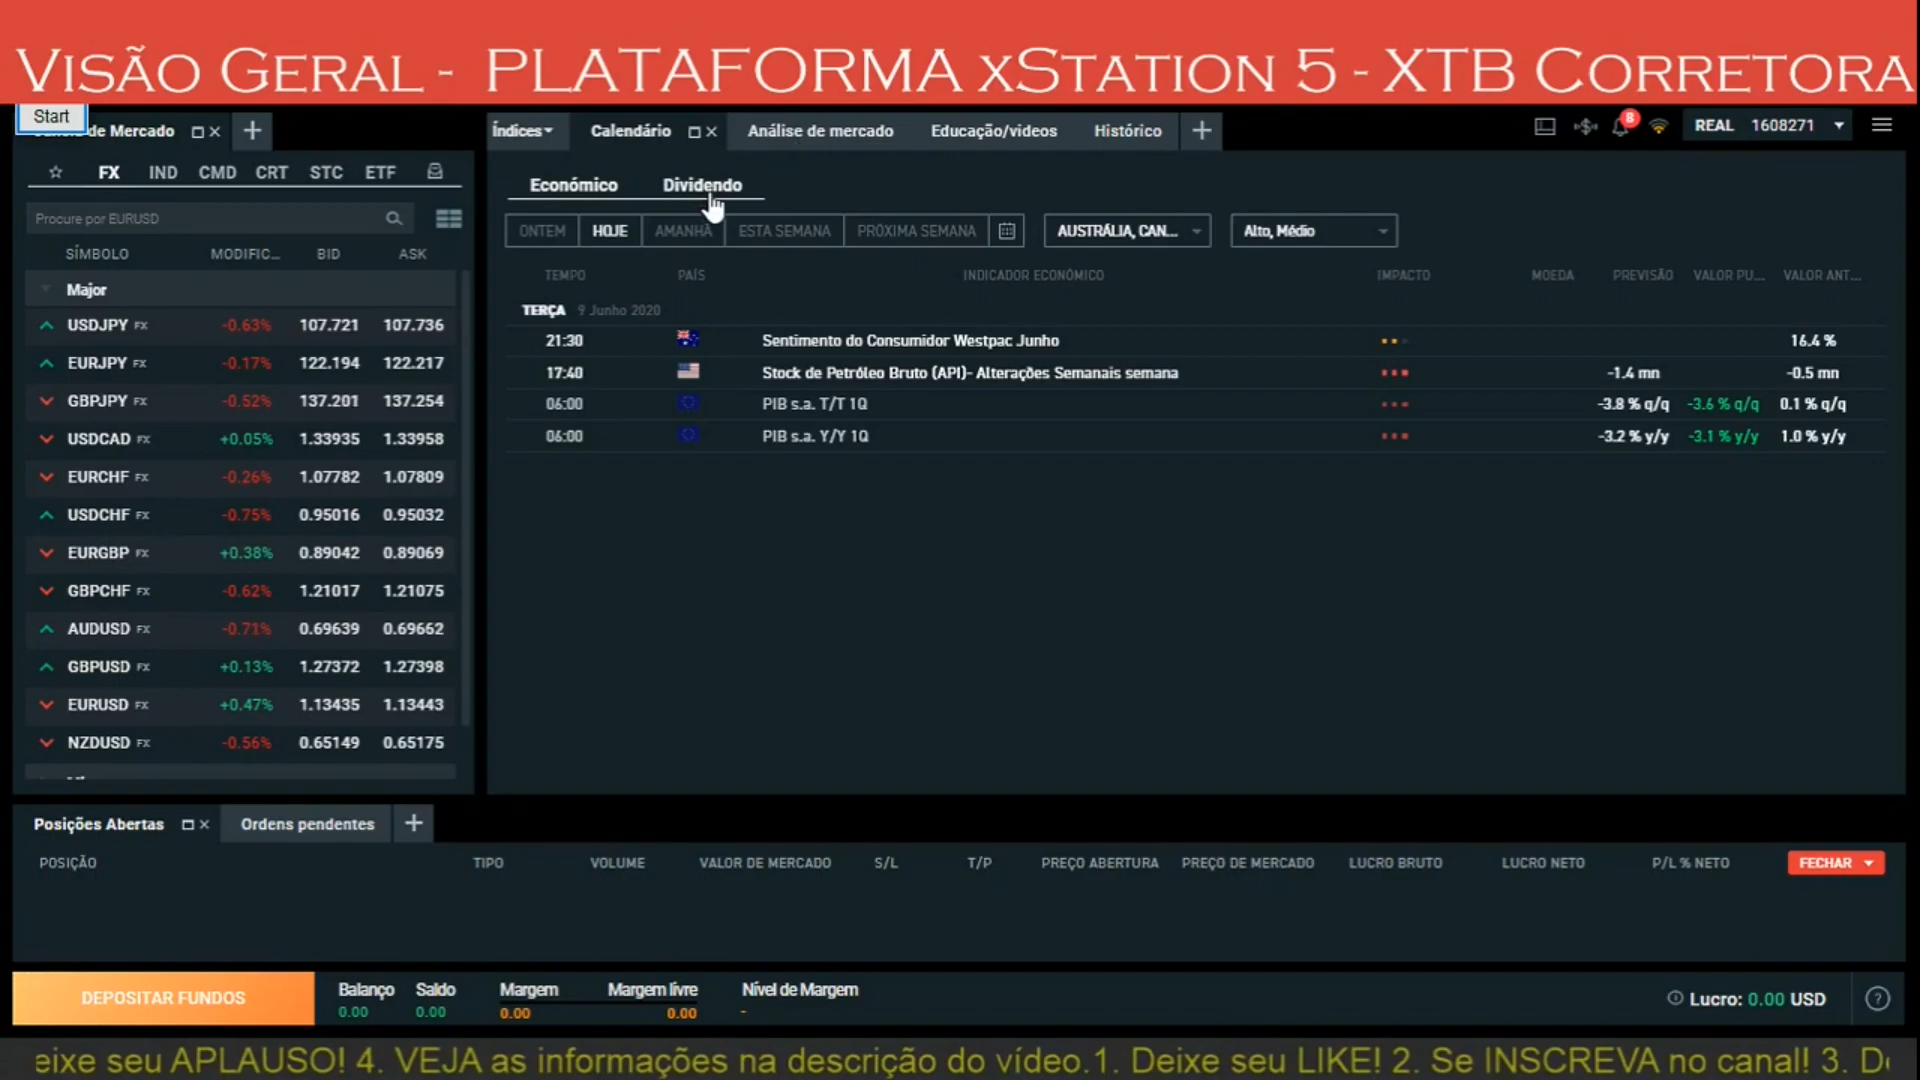 VISÃO GERAL - PLATAFORMA XSTATION 5 - XTB CORRETORA
Start
de Mercado
Índices
Calendário
Análise de mercado
Educação/videos
Histórico
8
REAL 1608271
FX IND CMD CRT STC ETF
Procure por EURUSD
SÍMBOLO MODIFIC... BID ASK
Major
USDJPY FX -0.63% 107.721 107.736
EURJPY FX -0.17% 122.194 122.217
GBPJPY FX -0.52% 137.201 137.254
USDCAD FX +0.05% 1.33935 1.33958
EURCHF FX -0.26% 1.07782 1.07809
USDCHF FX -0.75% 0.95016 0.95032
EURGBP FX +0.38% 0.89042 0.89069
GBPCHF FX -0.62% 1.21017 1.21075
AUDUSD FX -0.71% 0.69639 0.69662
GBPUSD FX +0.13% 1.27372 1.27398
EURUSD FX +0.47% 1.13435 1.13443
NZDUSD FX -0.56% 0.65149 0.65175
Económico Dividendo
ONTEM HOJE AMANHÃ ESTA SEMANA PRÓXIMA SEMANA AUSTRÁLIA, CAN... Alto, Médio
TEMPO PAÍS INDICADOR ECONÓMICO IMPACTO MOEDA PREVISÃO VALOR PU... VALOR ANT...
TERÇA 9 Junho 2020
21:30 Sentimento do Consumidor Westpac Junho 16.4 %
17:40 Stock de Petróleo Bruto (API)- Alterações Semanais semana -1.4 mn -0.5 mn
06:00 PIB s.a. T/T 1Q -3.8 % q/q -3.6 % q/q 0.1 % q/q
06:00 PIB s.a. Y/Y 1Q -3.2 % y/y -3.1 % y/y 1.0 % y/y
Posições Abertas Ordens pendentes
POSIÇÃO TIPO VOLUME VALOR DE MERCADO S/L T/P PREÇO ABERTURA PREÇO DE MERCADO LUCRO BRUTO LUCRO NETO P/L % NETO FECHAR
DEPOSITAR FUNDOS
Balanço Saldo Margem Margem livre Nível de Margem
0.00 0.00 0.00 0.00 -
Lucro: 0.00 USD
eixe seu APLAUSO! 4. VEJA as informações na descrição do vídeo.1. Deixe seu LIKE! 2. Se INSCREVA no canal! 3. D